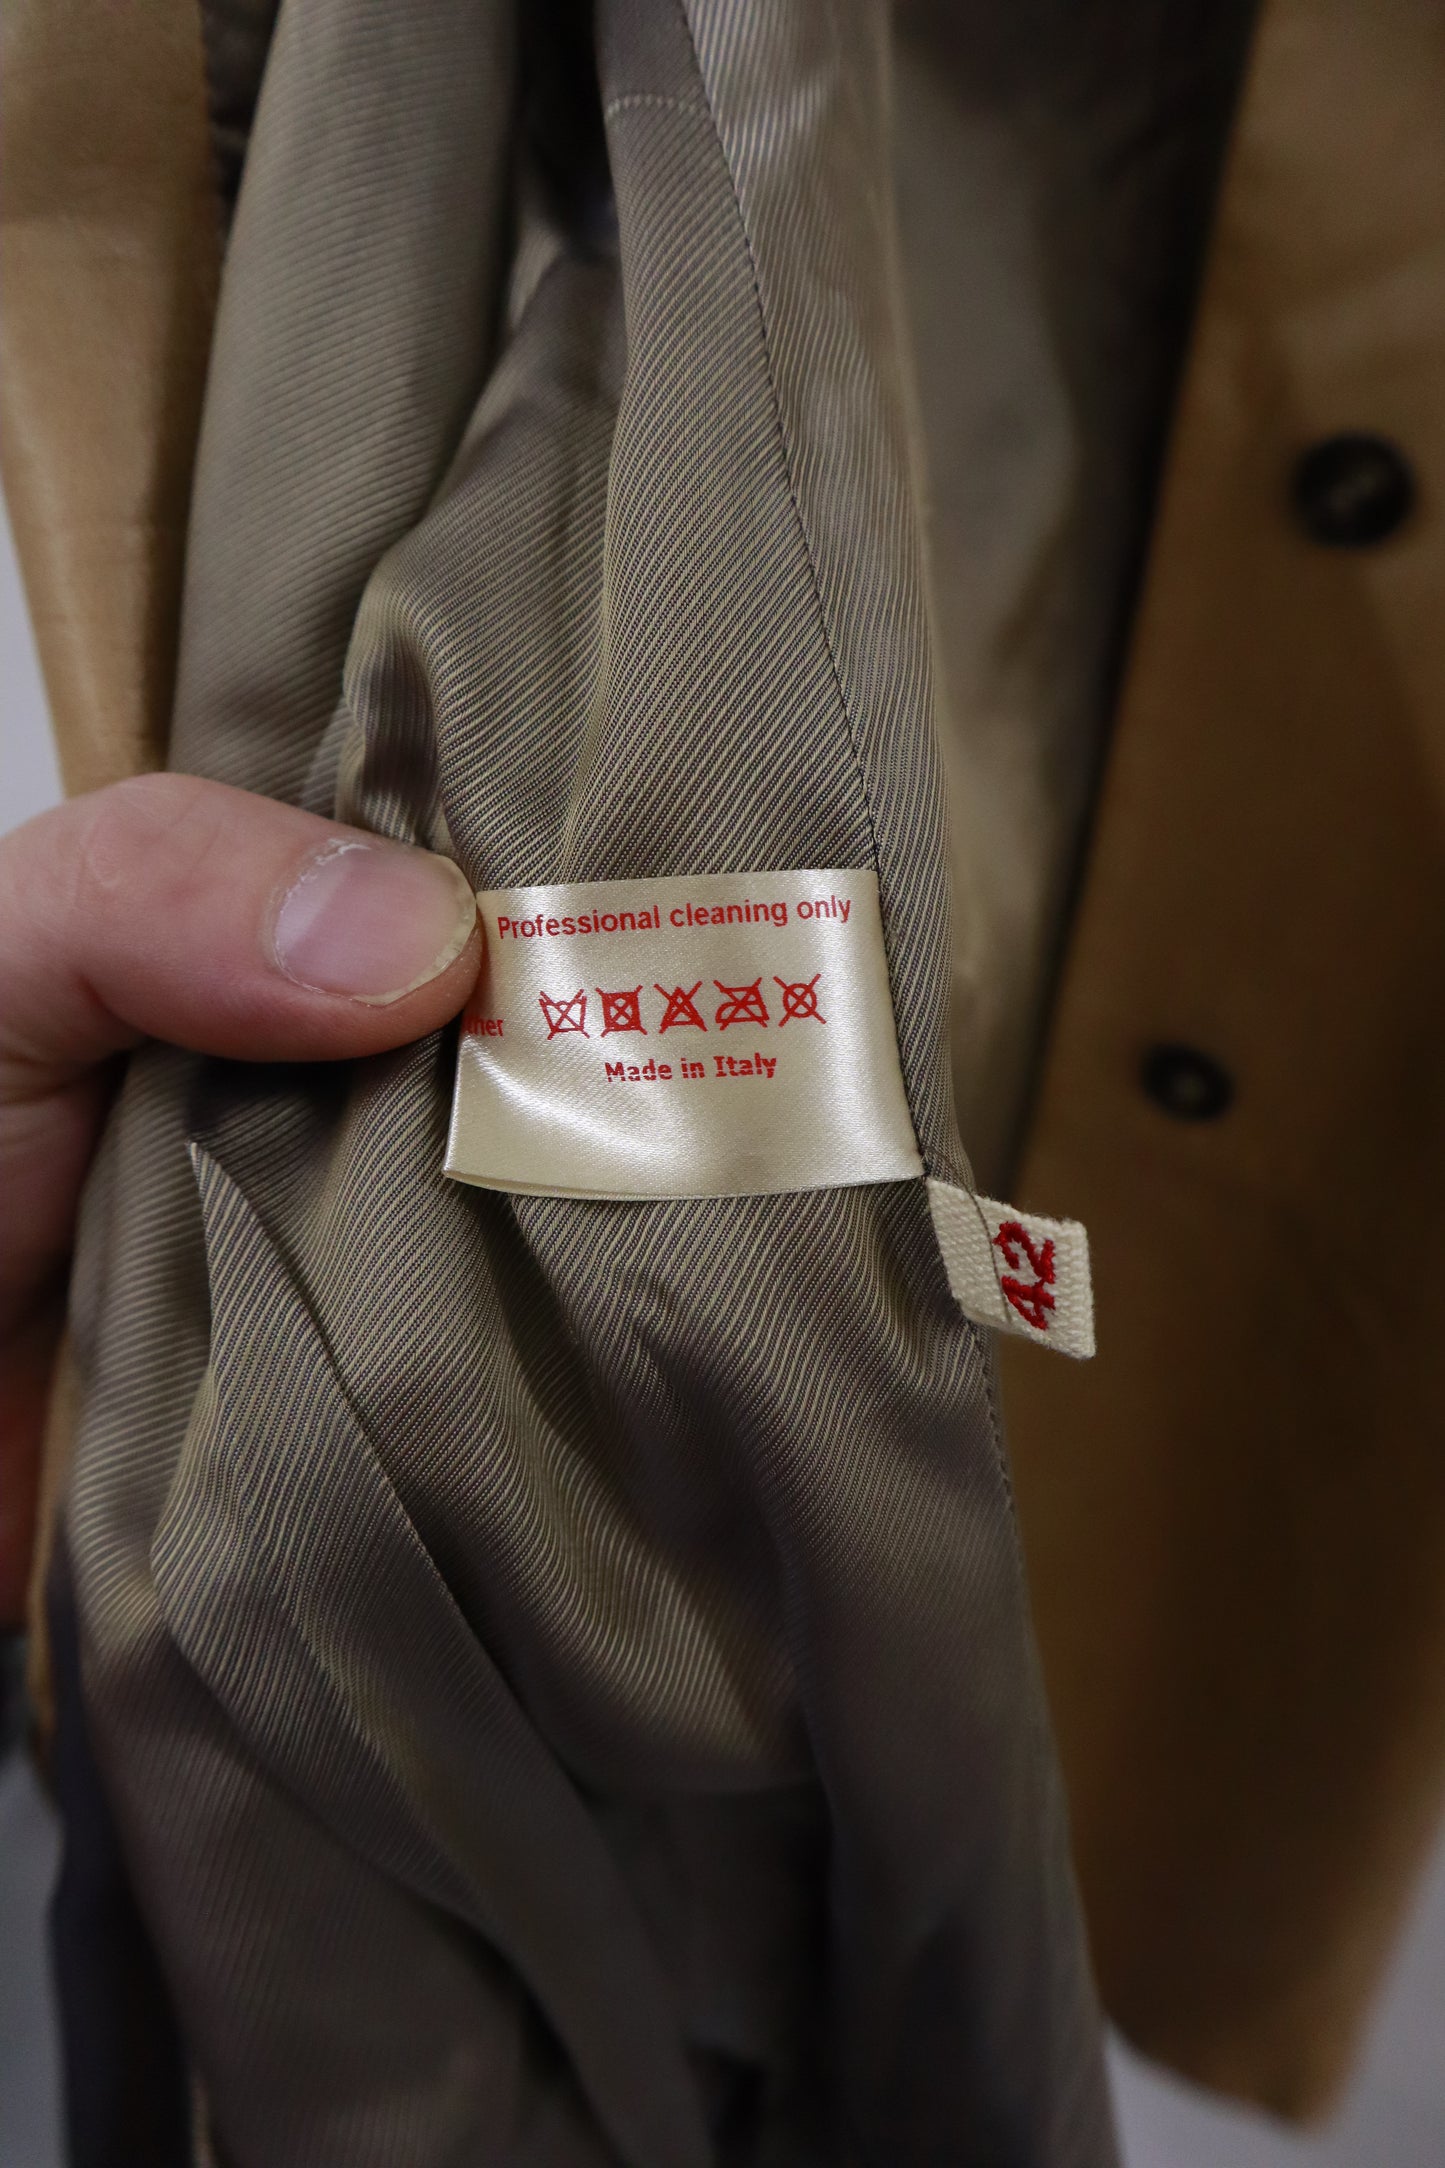 Professional cleaning only
Made in Italy
42